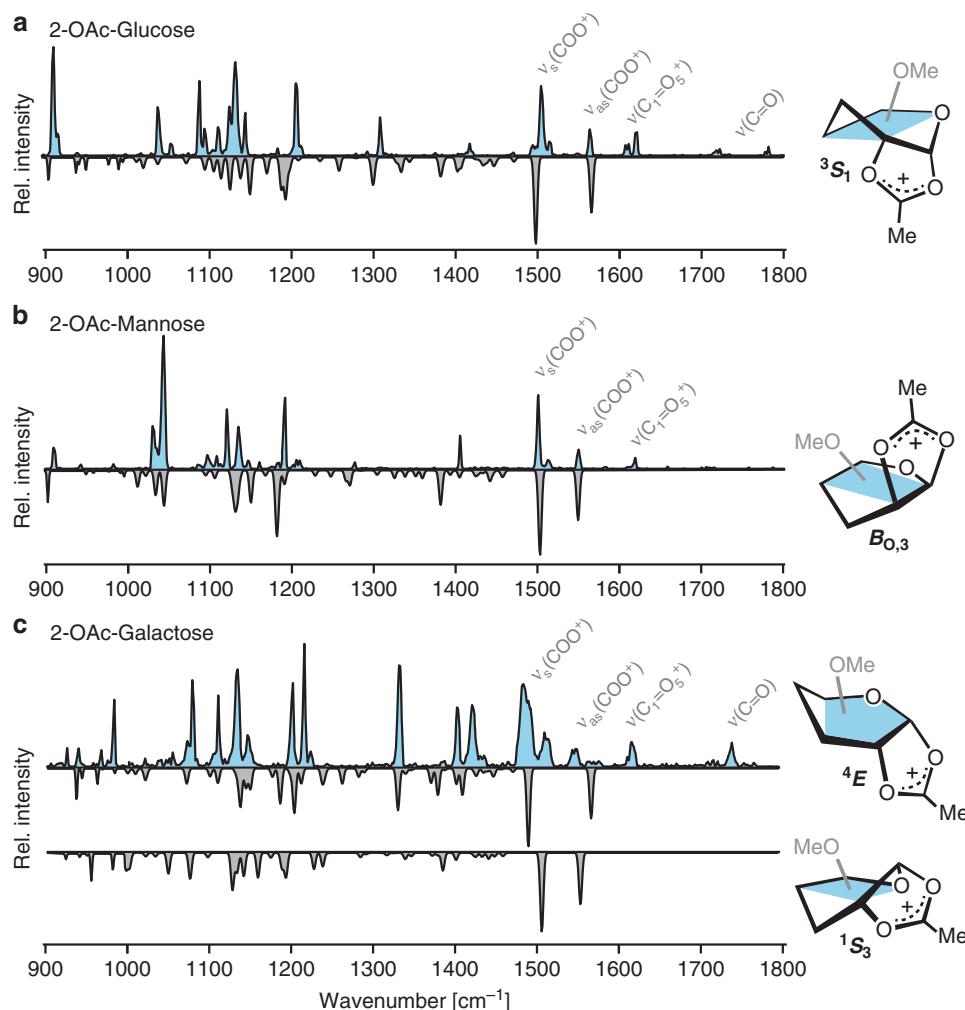 a
2-OAc-Glucose
Rel. intensity
νs(COO⁺)
νas(COO⁺)
ν(C₁=O₅⁺)
ν(C=O)
900 1000 1100 1200 1300 1400 1500 1600 1700 1800
OMe
O
³S₁
O
+
O
Me
b
2-OAc-Mannose
Rel. intensity
νs(COO⁺)
νas(COO⁺)
ν(C₁=O₅⁺)
900 1000 1100 1200 1300 1400 1500 1600 1700 1800
Me
MeO
O
+
O
O
B_O,3
c
2-OAc-Galactose
Rel. intensity
νs(COO⁺)
νas(COO⁺)
ν(C₁=O₅⁺)
ν(C=O)
OMe
O
O
⁴E
+
O
Me
Rel. intensity
MeO
O
O
+
O
¹S₃
Me
900 1000 1100 1200 1300 1400 1500 1600 1700 1800
Wavenumber [cm⁻¹]